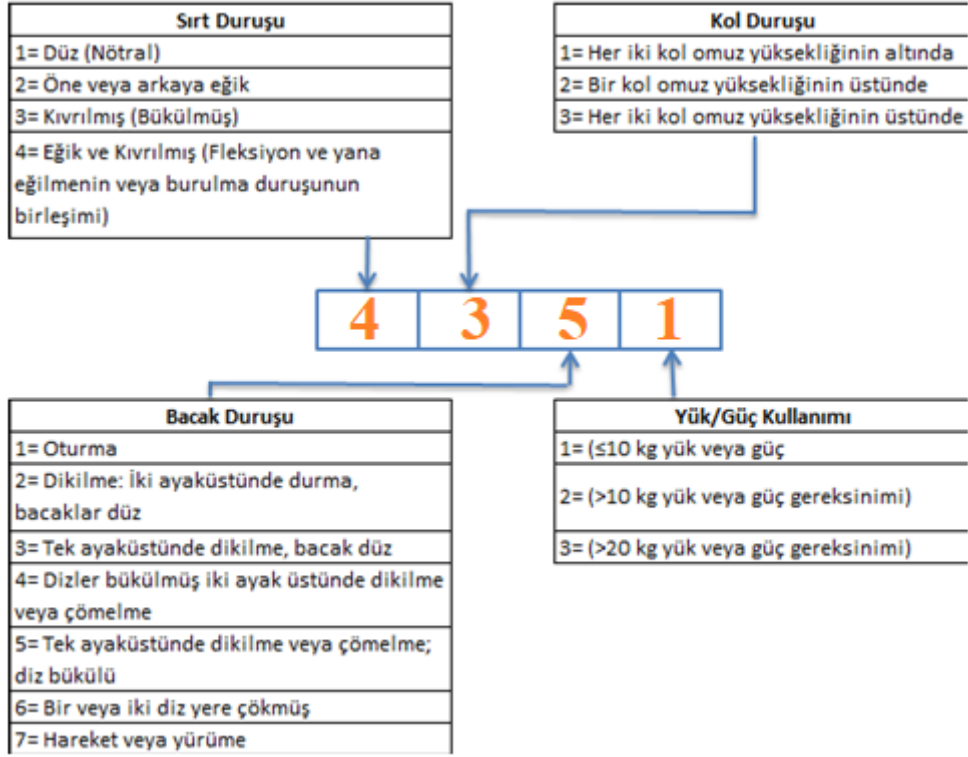 Sırt Duruşu
1= Düz (Nötral)
2= Öne veya arkaya eğik
3= Kıvrılmış (Bükülmüş)
4= Eğik ve Kıvrılmış (Fleksiyon ve yana
eğilmenin veya burulma duruşunun
birleşimi)
Kol Duruşu
1= Her iki kol omuz yüksekliğinin altında
2= Bir kol omuz yüksekliğinin üstünde
3= Her iki kol omuz yüksekliğinin üstünde
4 3 5 1
Bacak Duruşu
1= Oturma
2= Dikilme: İki ayaküstünde durma,
bacaklar düz
3= Tek ayaküstünde dikilme, bacak düz
4= Dizler bükülmüş iki ayak üstünde dikilme
veya çömelme
5= Tek ayaküstünde dikilme veya çömelme;
diz bükülü
6= Bir veya iki diz yere çökmüş
7= Hareket veya yürüme
Yük/Güç Kullanımı
1= (≤10 kg yük veya güç
2= (>10 kg yük veya güç gereksinimi)
3= (>20 kg yük veya güç gereksinimi)